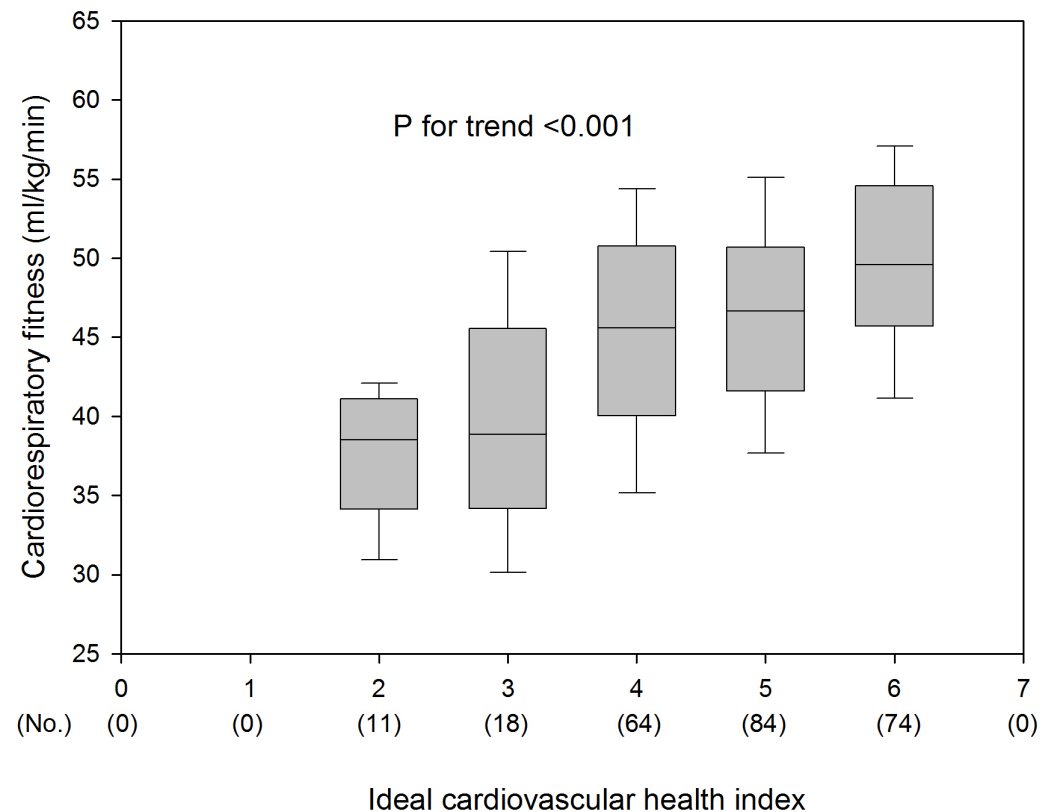 65
60
55
50
45
40
35
30
25
Cardiorespiratory fitness (ml/kg/min)
P for trend <0.001
0 1 2 3 4 5 6 7
(No.) (0) (0) (11) (18) (64) (84) (74) (0)
Ideal cardiovascular health index